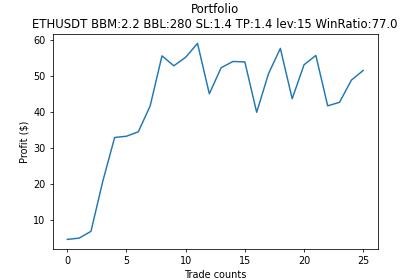 Portfolio
ETHUSDT BBM:2.2 BBL:280 SL:1.4 TP:1.4 lev:15 WinRatio:77.0
60
50
40
30
20
10
Profit ($)
0 5 10 15 20 25
Trade counts